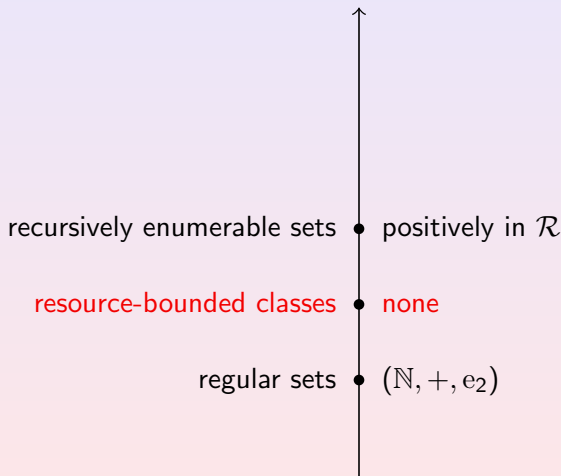 recursively enumerable sets positively in ℛ
resource-bounded classes none
regular sets (ℕ, +, e₂)